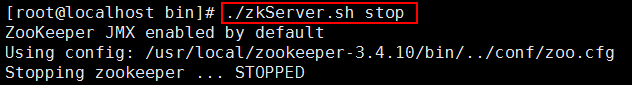 [root@localhost bin]# ./zkServer.sh stop
ZooKeeper JMX enabled by default
Using config: /usr/local/zookeeper-3.4.10/bin/../conf/zoo.cfg
Stopping zookeeper ... STOPPED